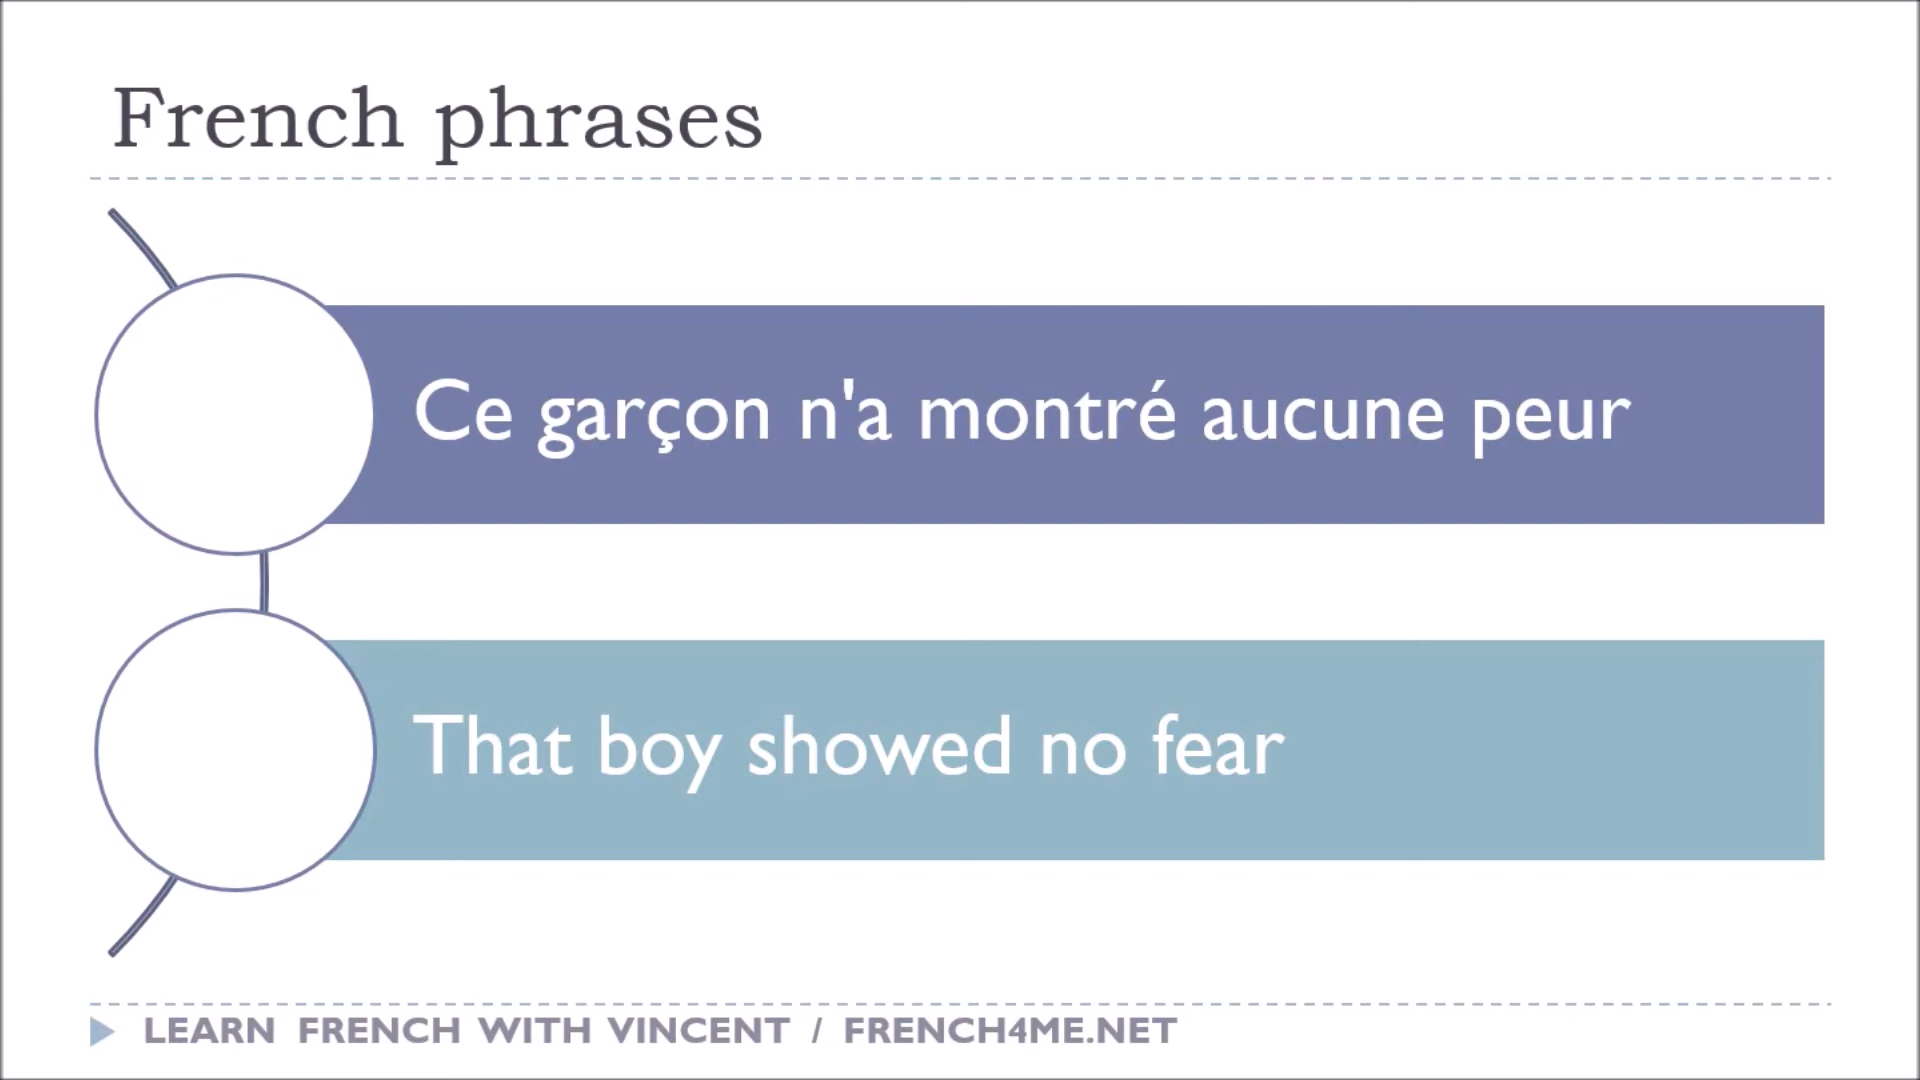 French phrases
Ce garçon n'a montré aucune peur
That boy showed no fear
LEARN FRENCH WITH VINCENT / FRENCH4ME.NET